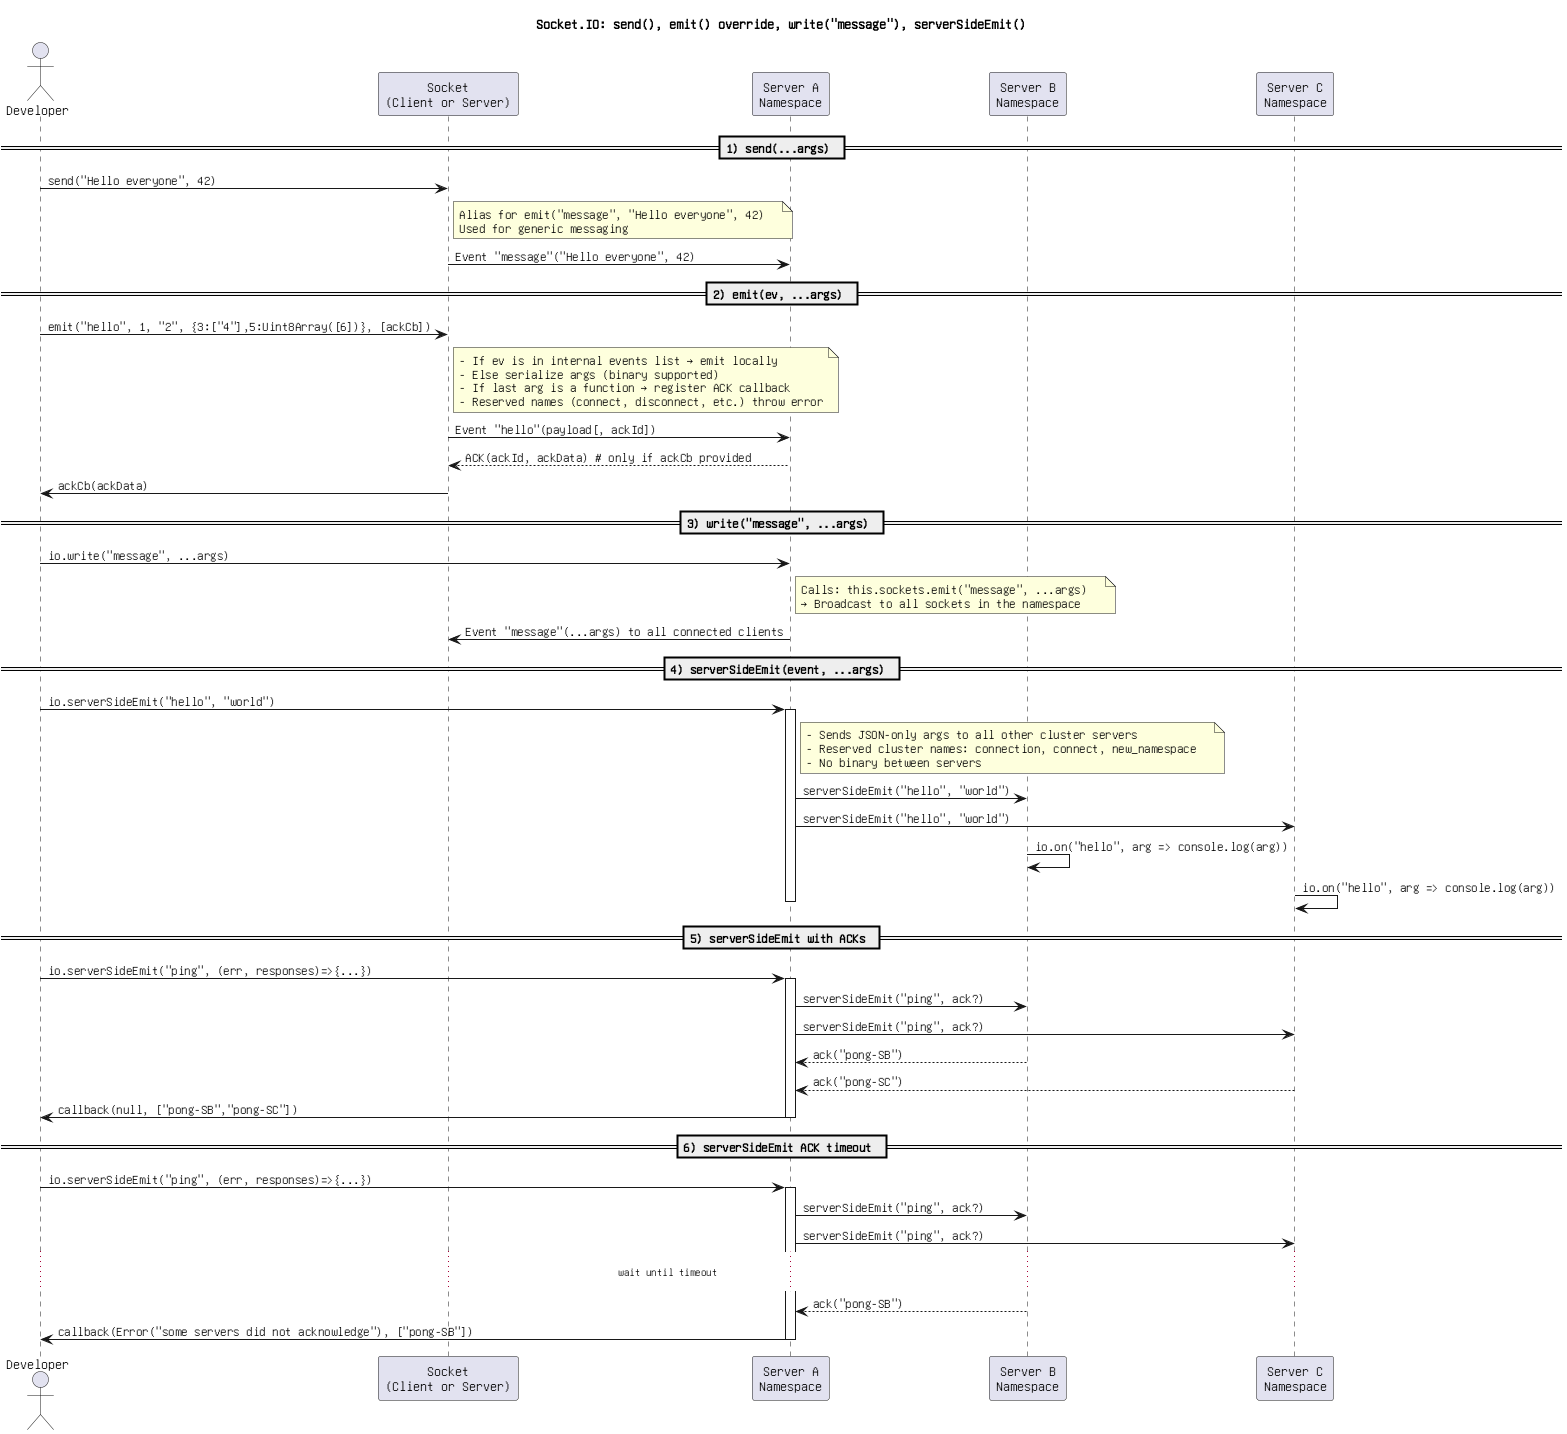 Socket.IO: send(), emit() override, write("message"), serverSideEmit()
Developer
Socket
(Client or Server)
Server A
Namespace
Server B
Namespace
Server C
Namespace
1) send(...args)
send("Hello everyone", 42)
Alias for emit("message", "Hello everyone", 42)
Used for generic messaging
Event "message"("Hello everyone", 42)
2) emit(ev, ...args)
emit("hello", 1, "2", {3:["4"],5:Uint8Array([6])}, [ackCb])
- If ev is in internal events list → emit locally
- Else serialize args (binary supported)
- If last arg is a function → register ACK callback
- Reserved names (connect, disconnect, etc.) throw error
Event "hello"(payload[, ackId])
ACK(ackId, ackData) # only if ackCb provided
ackCb(ackData)
3) write("message", ...args)
io.write("message", ...args)
Calls: this.sockets.emit("message", ...args)
→ Broadcast to all sockets in the namespace
Event "message"(...args) to all connected clients
4) serverSideEmit(event, ...args)
io.serverSideEmit("hello", "world")
- Sends JSON-only args to all other cluster servers
- Reserved cluster names: connection, connect, new_namespace
- No binary between servers
serverSideEmit("hello", "world")
serverSideEmit("hello", "world")
io.on("hello", arg => console.log(arg))
io.on("hello", arg => console.log(arg))
5) serverSideEmit with ACKs
io.serverSideEmit("ping", (err, responses)=>{...})
serverSideEmit("ping", ack?)
serverSideEmit("ping", ack?)
ack("pong-SB")
ack("pong-SC")
callback(null, ["pong-SB","pong-SC"])
6) serverSideEmit ACK timeout
io.serverSideEmit("ping", (err, responses)=>{...})
serverSideEmit("ping", ack?)
serverSideEmit("ping", ack?)
wait until timeout
ack("pong-SB")
callback(Error("some servers did not acknowledge"), ["pong-SB"])
Developer
Socket
(Client or Server)
Server A
Namespace
Server B
Namespace
Server C
Namespace